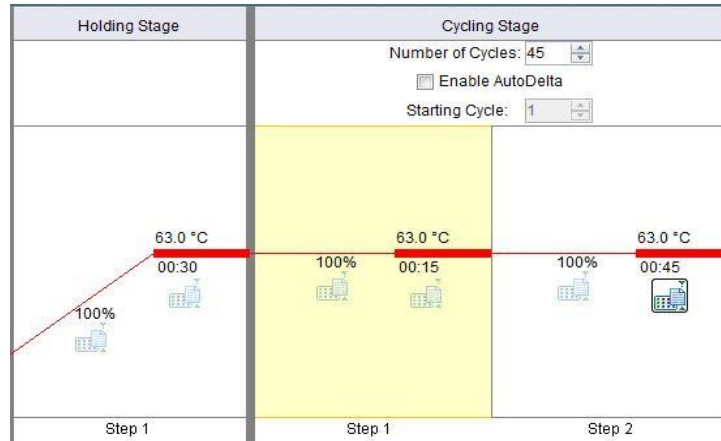 Holding Stage
Cycling Stage
Number of Cycles: 45
Enable AutoDelta
Starting Cycle: 1
63.0 °C
00:30
100%
63.0 °C
100%
00:15
63.0 °C
100%
00:45
Step 1
Step 1
Step 2